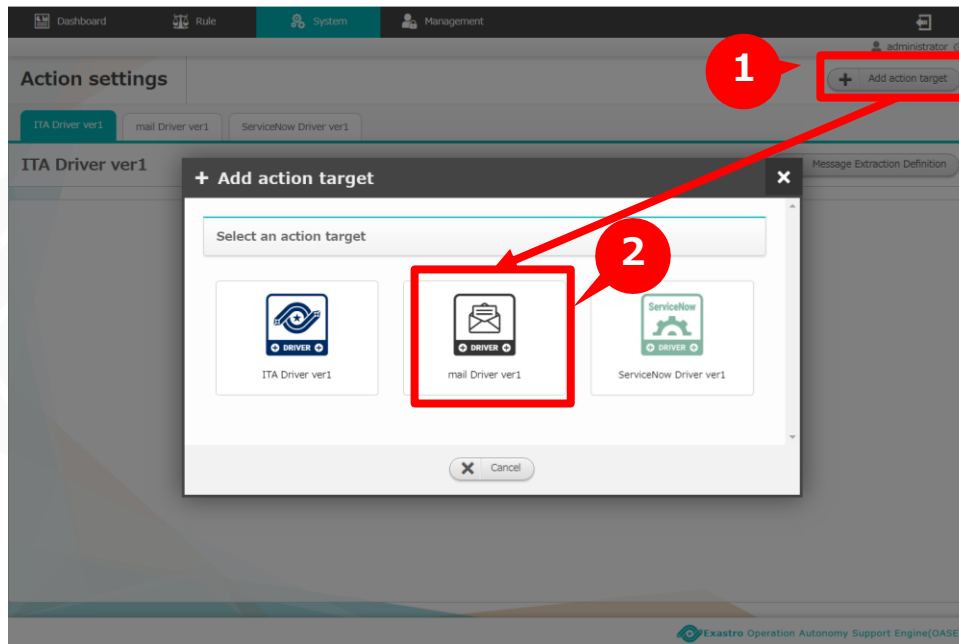 Dashboard Rule System Management
administrator
Action settings
1
Add action target
ITA Driver ver1 mail Driver ver1 ServiceNow Driver ver1
ITA Driver ver1
Message Extraction Definition
+ Add action target
Select an action target
2
DRIVER
ITA Driver ver1
DRIVER
mail Driver ver1
ServiceNow
DRIVER
ServiceNow Driver ver1
Cancel
Exastro Operation Autonomy Support Engine(OASE